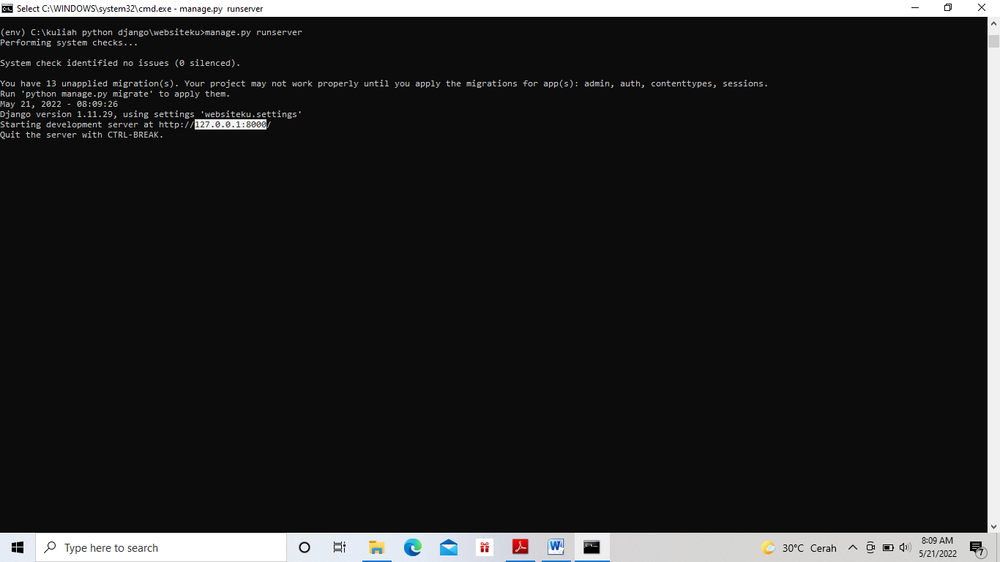 Select C:\WINDOWS\system32\cmd.exe - manage.py  runserver
(env) C:\kuliah python django\websiteku>manage.py runserver
Performing system checks...
System check identified no issues (0 silenced).
You have 13 unapplied migration(s). Your project may not work properly until you apply the migrations for app(s): admin, auth, contenttypes, sessions.
Run 'python manage.py migrate' to apply them.
May 21, 2022 - 08:09:26
Django version 1.11.29, using settings 'websiteku.settings'
Starting development server at http://127.0.0.1:8000/
Quit the server with CTRL-BREAK.
Type here to search
30°C Cerah
8:09 AM
5/21/2022
7